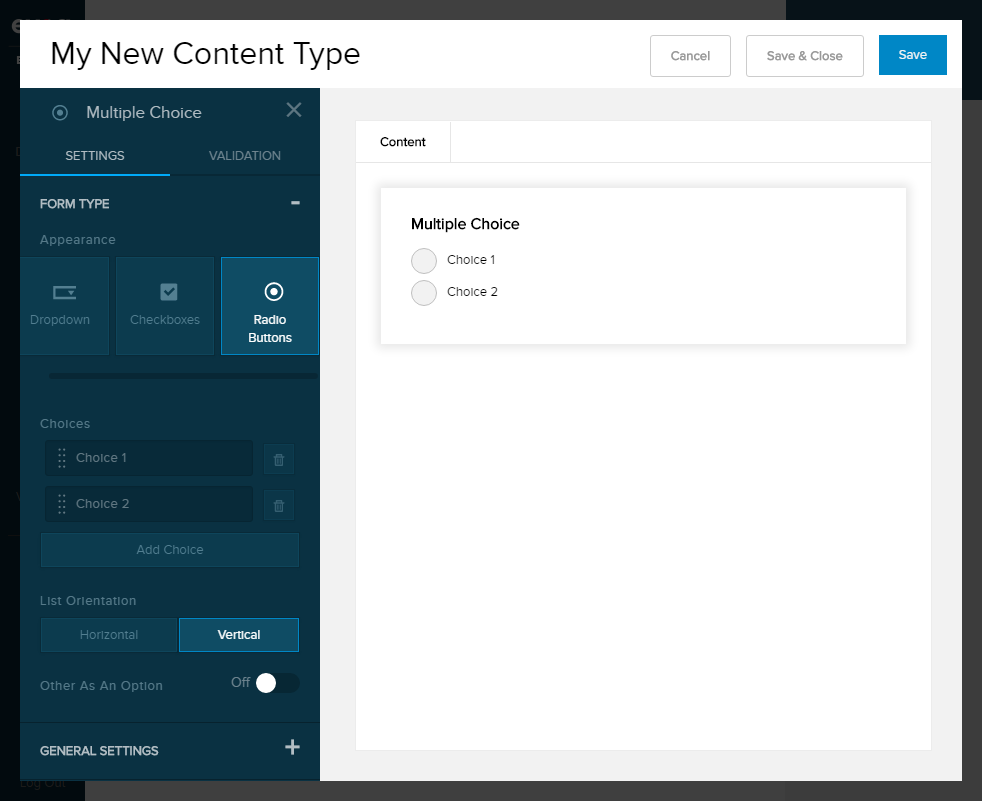 My New Content Type
Cancel
Save & Close
Save
Multiple Choice
SETTINGS
VALIDATION
FORM TYPE
Appearance
Dropdown
Checkboxes
Radio
Buttons
Choices
Choice 1
Choice 2
Add Choice
List Orientation
Horizontal
Vertical
Other As An Option
Off
GENERAL SETTINGS
Content
Multiple Choice
Choice 1
Choice 2
Log Out